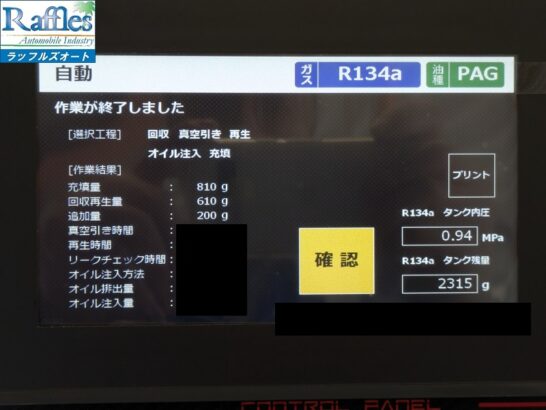 Raffles
Automobile Industry
ラッフルズオート
自動
ガス R134a
油種 PAG
作業が終了しました
[選択工程] 回収 真空引き 再生
オイル注入 充填
[作業結果]
充填量 : 810 g
回収再生量 : 610 g
追加量 : 200 g
真空引き時間 :
再生時間 :
リークチェック時間 :
オイル注入方法 :
オイル排出量 :
オイル注入量 :
確認
プリント
R134a タンク内圧
0.94 MPa
R134a タンク残量
2315 g
CONTROL PANEL